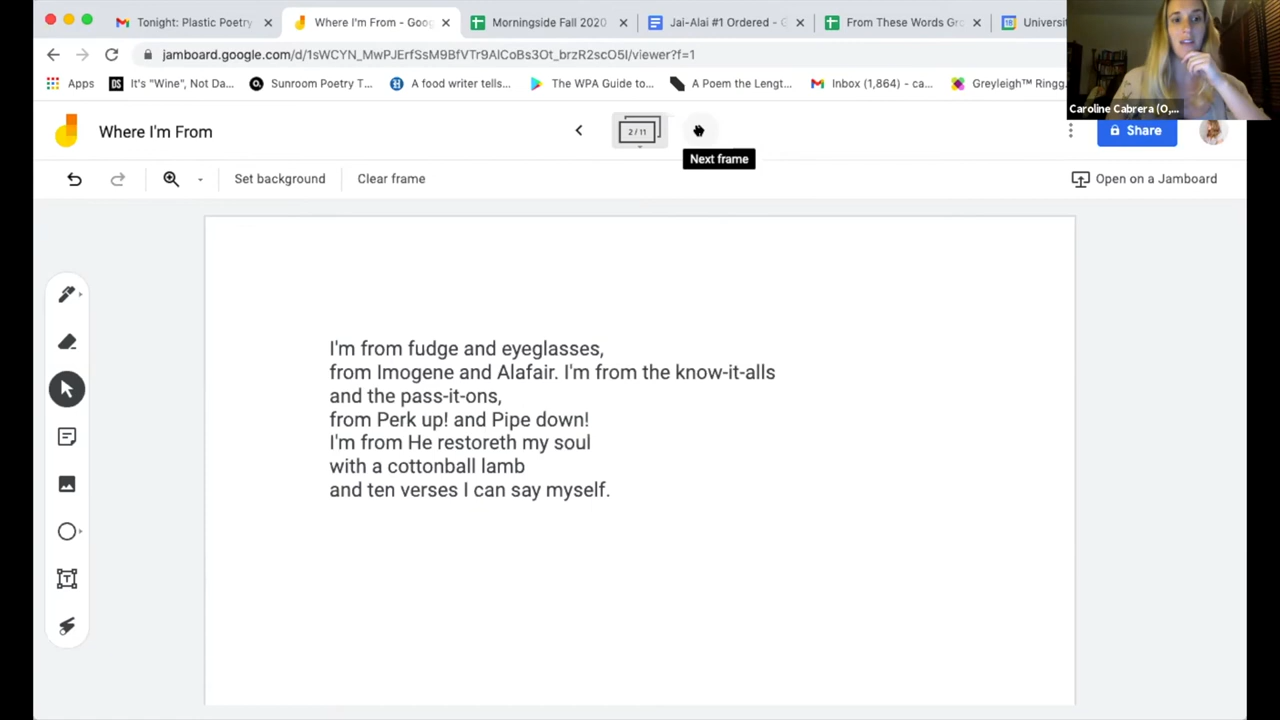 Tonight: Plastic Poetry
Where I'm From - Goog
Morningside Fall 2020
Jai-Alai #1 Ordered - G
From These Words Gro
18
Universi
jamboard.google.com/d/1sWCYN_MwPJErfSsM9BfVTr9AlCoBs3Ot_brzR2scO5I/viewer?f=1
Apps
DS
It's "Wine", Not Da...
Sunroom Poetry T...
A food writer tells...
The WPA Guide to...
A Poem the Lengt...
Inbox (1,864) - ca...
Greyleigh™ Ringg
Caroline Cabrera (O,...
Where I'm From
2 / 11
Share
Next frame
Set background
Clear frame
Open on a Jamboard
I'm from fudge and eyeglasses,
from Imogene and Alafair. I'm from the know-it-alls
and the pass-it-ons,
from Perk up! and Pipe down!
I'm from He restoreth my soul
with a cottonball lamb
and ten verses I can say myself.